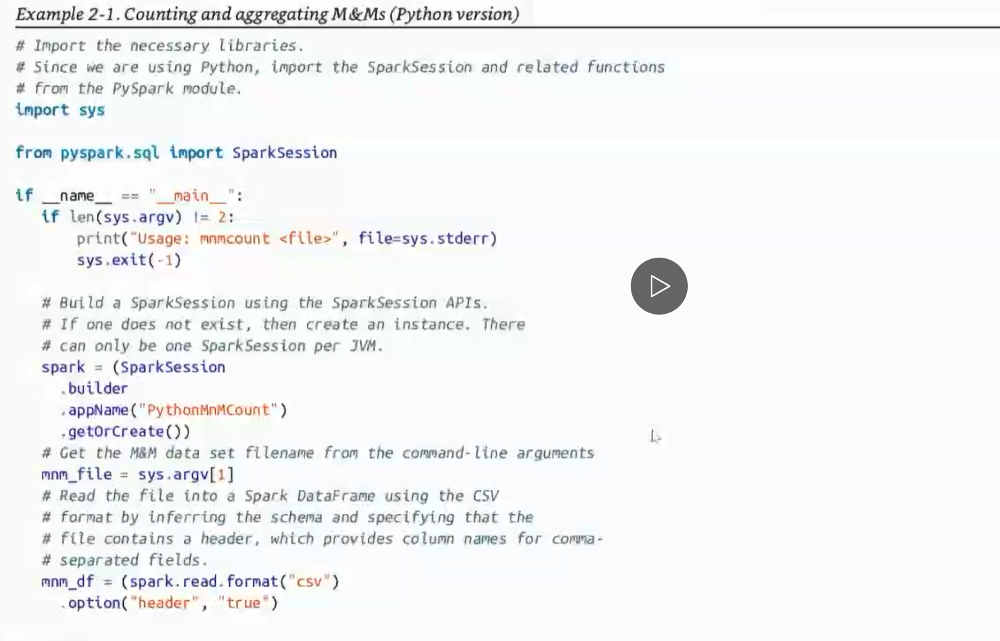 Example 2-1. Counting and aggregating M&Ms (Python version)
# Import the necessary libraries.
# Since we are using Python, import the SparkSession and related functions
# from the PySpark module.
import sys
from pyspark.sql import SparkSession
if __name__ == "__main__":
if len(sys.argv) != 2:
print("Usage: mnmcount <file>", file=sys.stderr)
sys.exit(-1)
# Build a SparkSession using the SparkSession APIs.
# If one does not exist, then create an instance. There
# can only be one SparkSession per JVM.
spark = (SparkSession
.builder
.appName("PythonMnMCount")
.getOrCreate())
# Get the M&M data set filename from the command-line arguments
mnm_file = sys.argv[1]
# Read the file into a Spark DataFrame using the CSV
# format by inferring the schema and specifying that the
# file contains a header, which provides column names for comma-
# separated fields.
mnm_df = (spark.read.format("csv")
.option("header", "true")